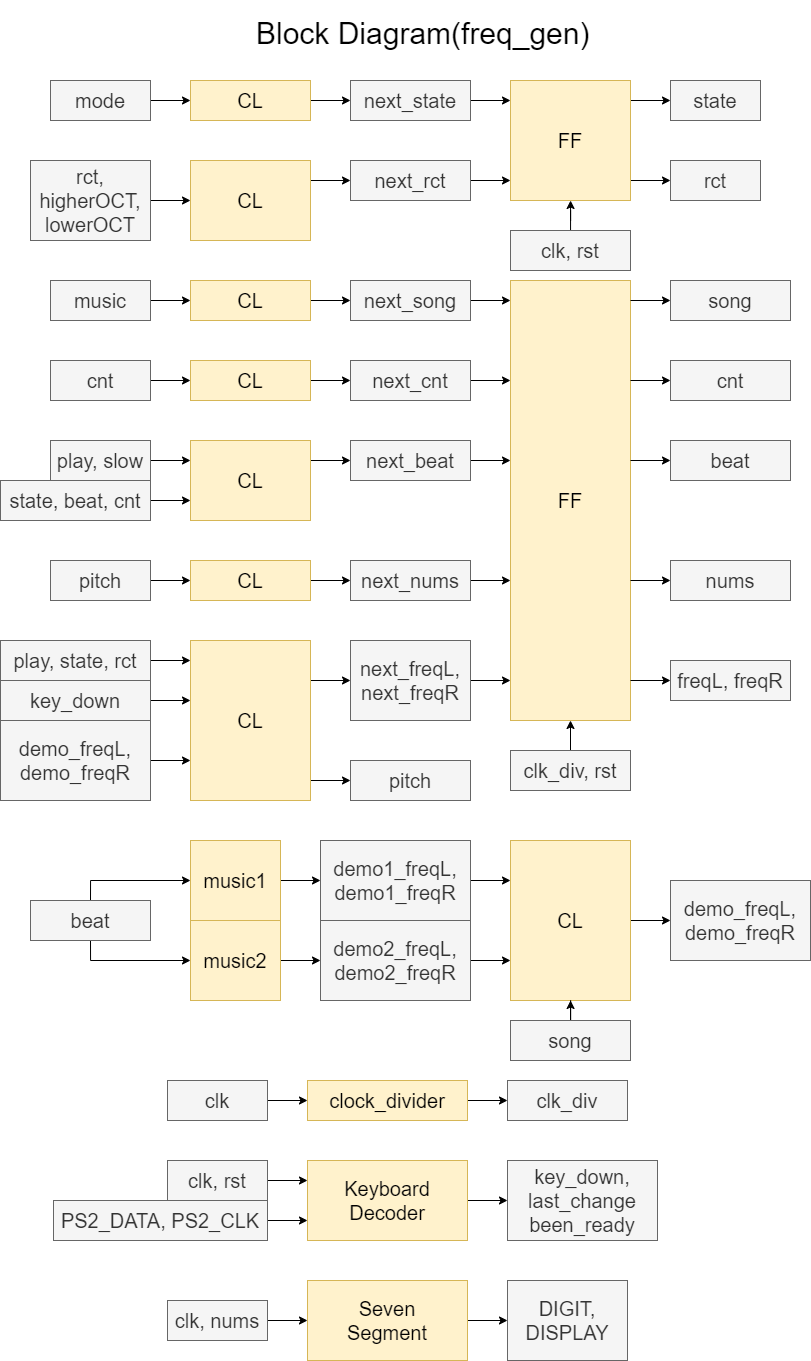 Block Diagram(freq_gen)
mode
CL
next_state
FF
state
rct,
higherOCT,
lowerOCT
CL
next_rct
rct
clk, rst
music
CL
next_song
FF
song
cnt
CL
next_cnt
cnt
play, slow
state, beat, cnt
CL
next_beat
beat
pitch
CL
next_nums
nums
play, state, rct
key_down
demo_freqL,
demo_freqR
CL
next_freqL,
next_freqR
freqL, freqR
pitch
clk_div, rst
beat
music1
music2
demo1_freqL,
demo1_freqR
demo2_freqL,
demo2_freqR
CL
demo_freqL,
demo_freqR
song
clk
clock_divider
clk_div
clk, rst
PS2_DATA, PS2_CLK
Keyboard
Decoder
key_down,
last_change
been_ready
clk, nums
Seven
Segment
DIGIT,
DISPLAY